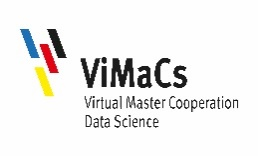 ViMaCs
Virtual Master Cooperation
Data Science